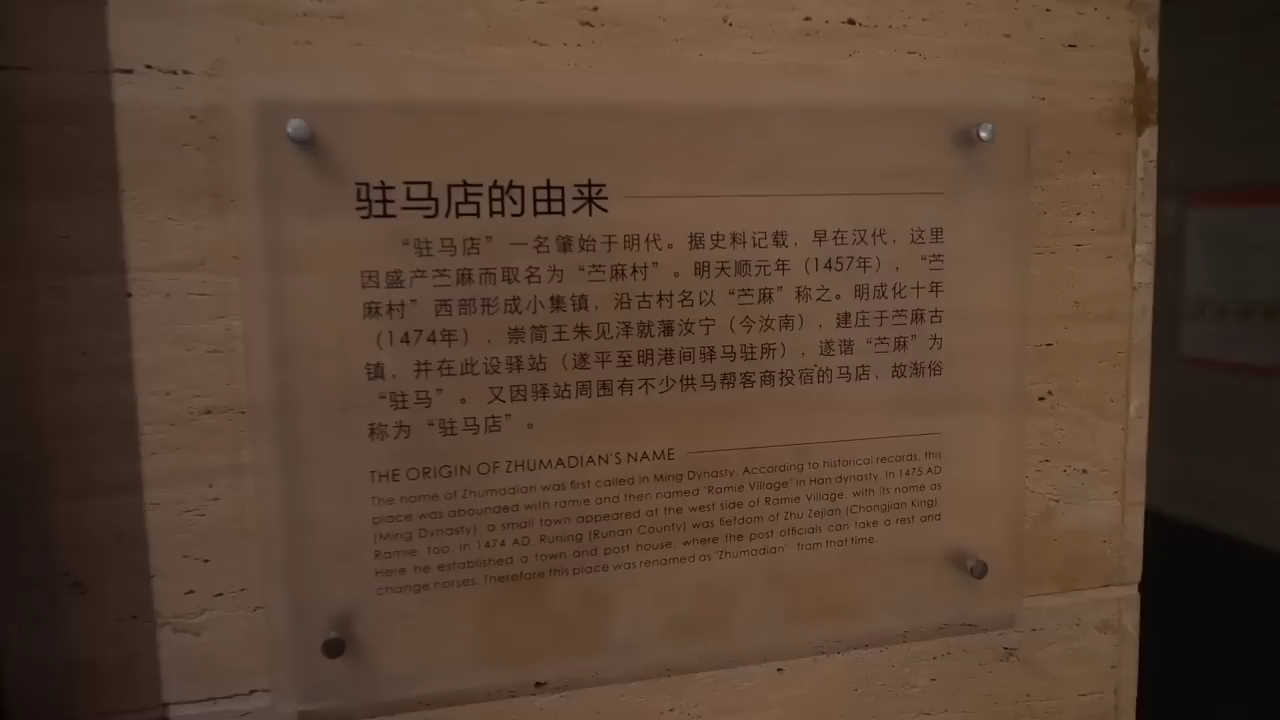 驻马店的由来
“驻马店”一名肇始于明代。据史料记载，早在汉代，这里
因盛产苎麻而取名为“苎麻村”。明天顺元年（1457年），“苎
麻村”西部形成小集镇，沿古村名以“苎麻”称之。明成化十年
（1474年），崇简王朱见泽就藩汝宁（今汝南），建庄于苎麻古
镇，并在此设驿站（遂平至明港间驿马驻所），遂谐“苎麻”为
“驻马”。又因驿站周围有不少供马帮客商投宿的马店，故渐俗
称为“驻马店”。
THE ORIGIN OF ZHUMADIAN'S NAME
The name of Zhumadian was first called in Ming Dynasty. According to historical records, this
place was abounded with ramie and then named "Ramie Village" in Han dynasty. In 1475 AD
(Ming Dynasty), a small town appeared at the west side of Ramie Village, with its name as
Ramie, too. In 1474 AD, Runing (Runan County) was fiefdom of Zhu Zejian (Chongjian King).
Here he established a town and post house, where the post officials can take a rest and
change horses. Therefore this place was renamed as "Zhumadian" from that time.